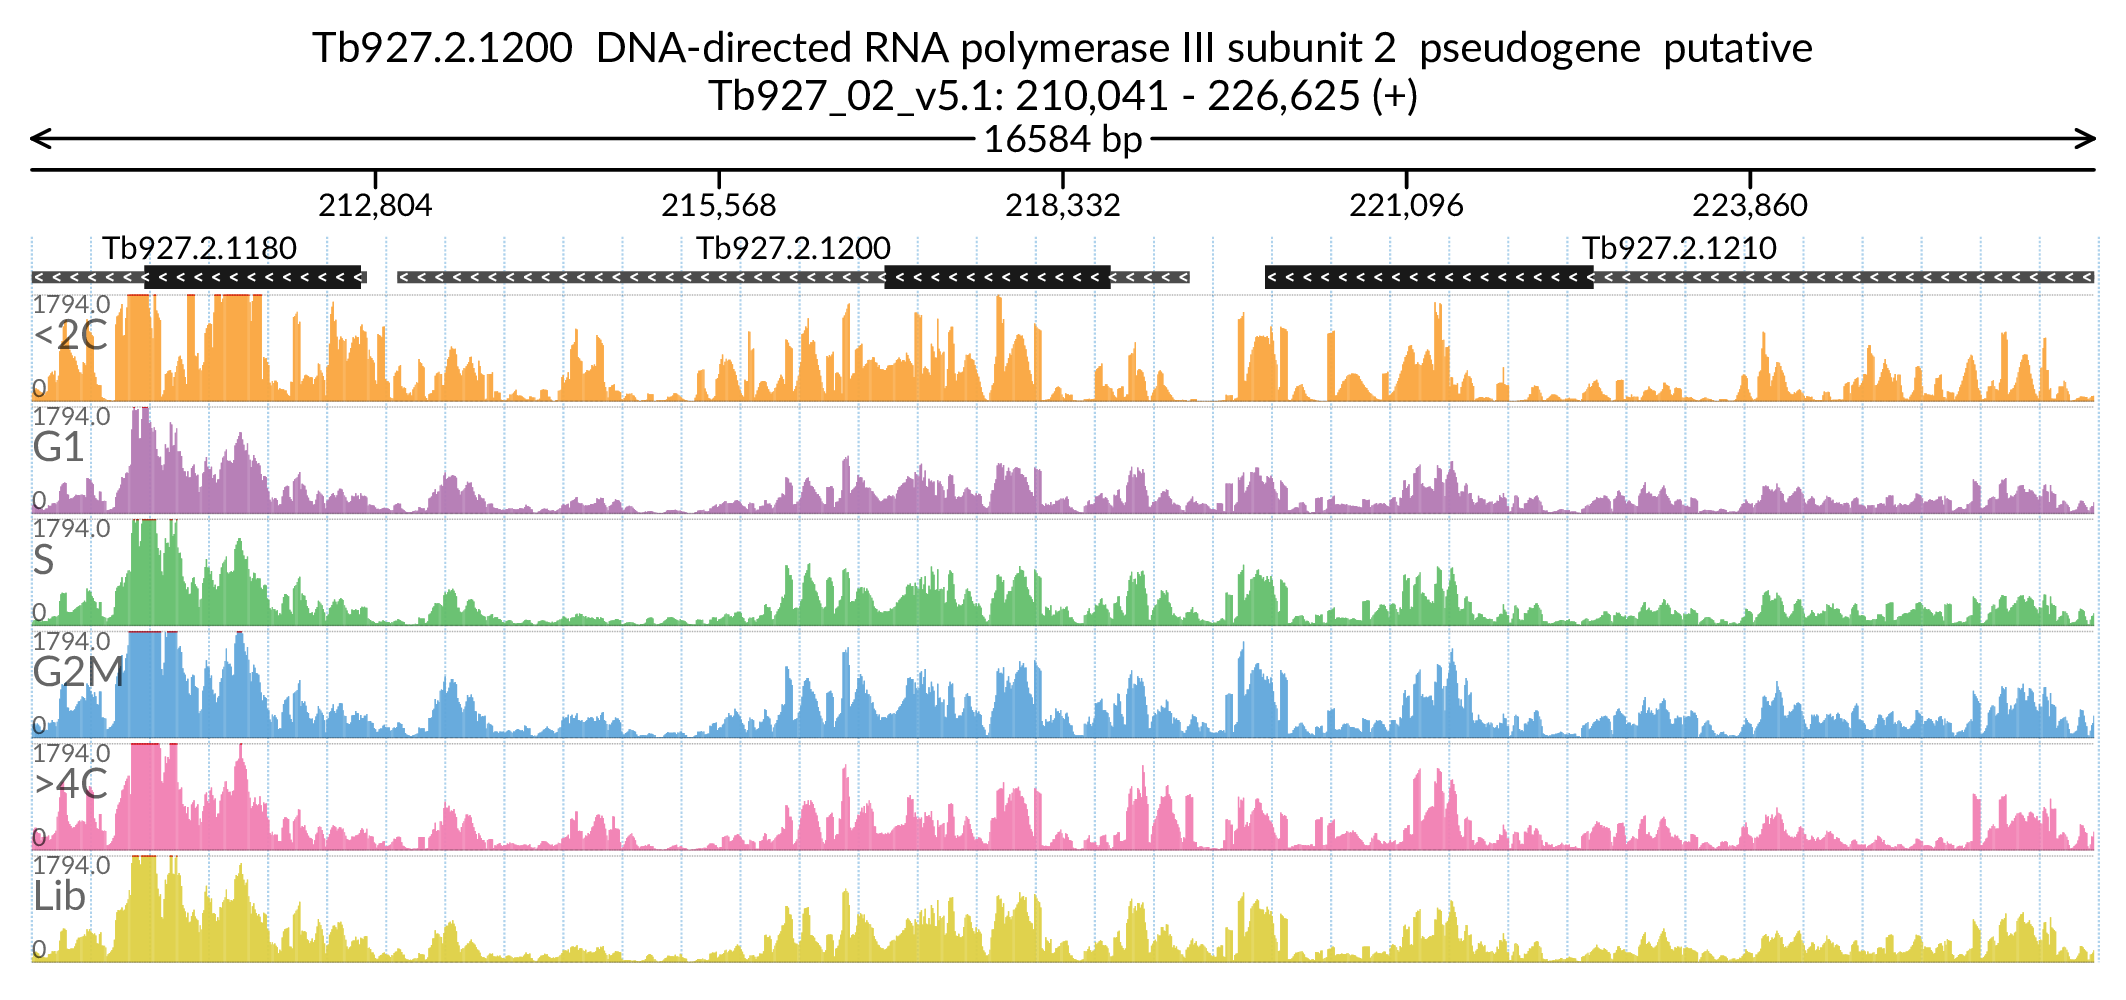 Tb927.2.1200 DNA-directed RNA polymerase III subunit 2 pseudogene putative
Tb927_02_v5.1: 210,041 - 226,625 (+)
16584 bp
212,804 215,568 218,332 221,096 223,860
Tb927.2.1180 Tb927.2.1200 Tb927.2.1210
1794.0
<2C
0
1794.0
G1
0
1794.0
S
0
1794.0
G2M
0
1794.0
>4C
0
1794.0
Lib
0